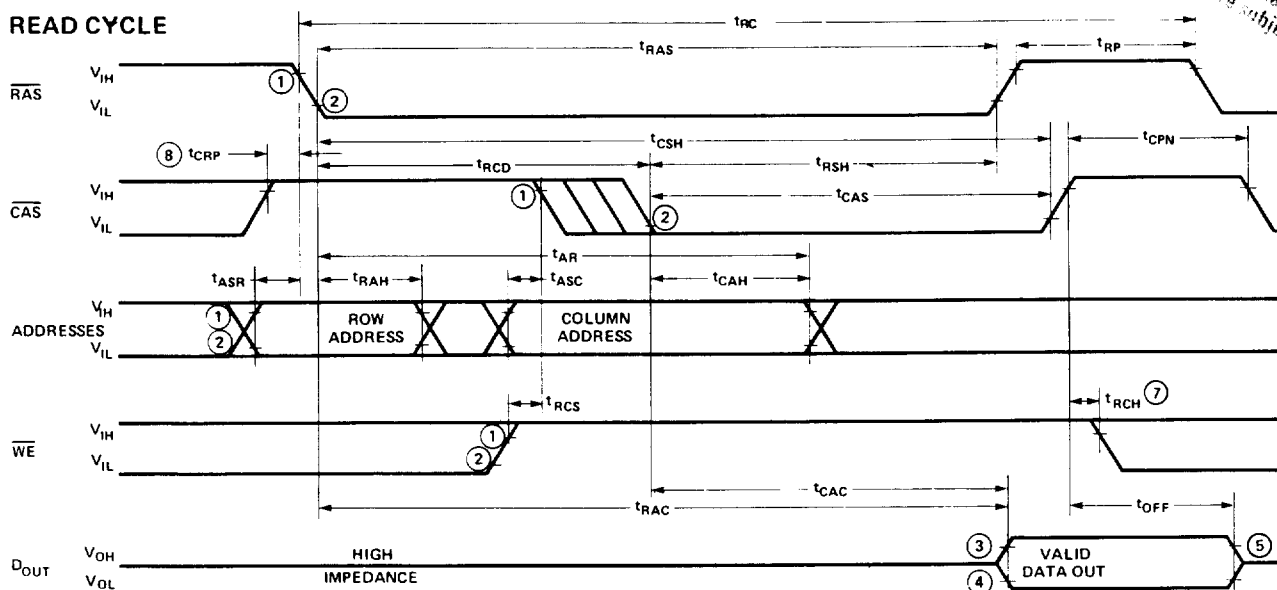 tRC
READ CYCLE
tRAS
tRP
RAS
VIH
VIL
1
2
tCSH
tCPN
8 tCRP
tRCD
tRSH
CAS
VIH
VIL
1
2
tCAS
tAR
tASR
tRAH
tASC
tCAH
ADDRESSES
VIH
VIL
1
2
ROW
ADDRESS
COLUMN
ADDRESS
tRCS
tRCH 7
WE
VIH
VIL
1
2
tCAC
tRAC
tOFF
DOUT
VOH
VOL
HIGH
IMPEDANCE
3
4
VALID
DATA OUT
5